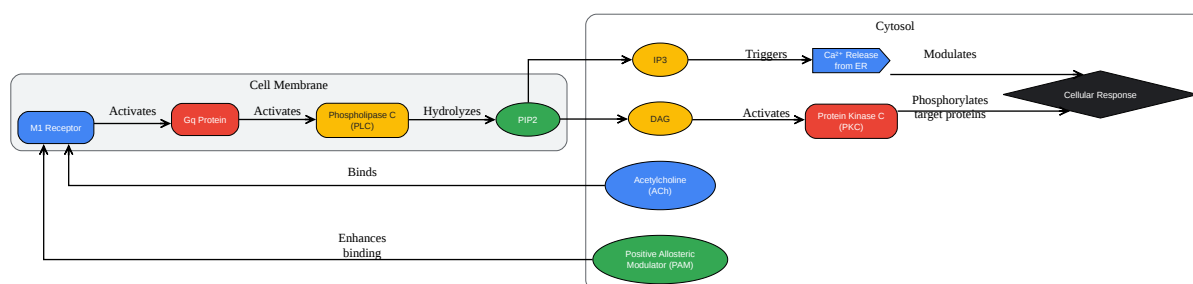 Cytosol
IP3
Triggers
Ca²⁺ Release
from ER
Modulates
Cell Membrane
M1 Receptor
Activates
Gq Protein
Activates
Phospholipase C
(PLC)
Hydrolyzes
PIP2
DAG
Activates
Protein Kinase C
(PKC)
Phosphorylates
target proteins
Cellular Response
Binds
Acetylcholine
(ACh)
Enhances
binding
Positive Allosteric
Modulator (PAM)